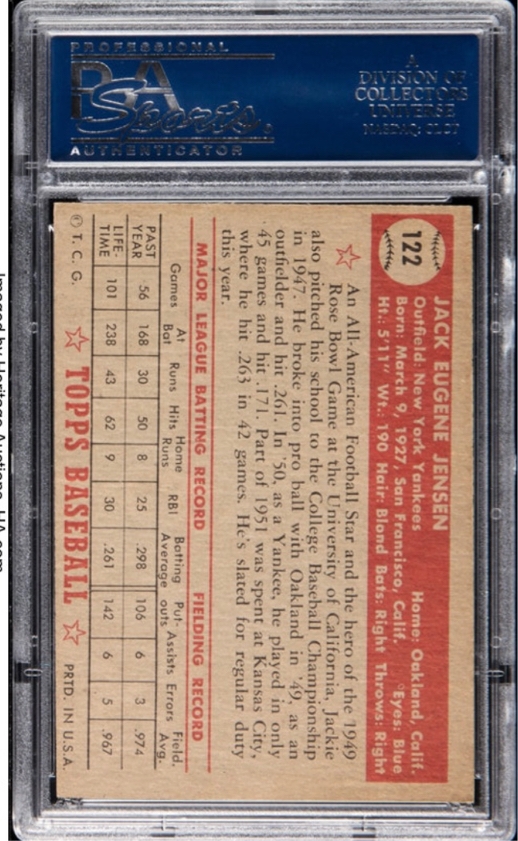 PROFESSIONAL
PSA
Sports
AUTHENTICATOR
A
DIVISION OF
COLLECTORS
UNIVERSE
NASDAQ: CLCT
122
JACK EUGENE JENSEN
Outfield: New York Yankees Home: Oakland, Calif.
Born: March 9, 1927, San Francisco, Calif. Eyes: Blue
Ht.: 5'11" Wt.: 190 Hair: Blond Bats: Right Throws: Right
An All-American Football Star and the hero of the 1949
Rose Bowl Game at the University of California, Jackie
also pitched his school to the College Baseball Championship
in 1947. He broke into pro ball with Oakland in '49, as an
outfielder and hit .261. In '50, as a Yankee, he played in only
45 games and hit .171. Part of 1951 was spent at Kansas City,
where he hit .263 in 42 games. He's slated for regular duty
this year.
MAJOR LEAGUE BATTING RECORD FIELDING RECORD
Games At Bat Runs Hits Home Runs RBI Batting Average Put-outs Assists Errors Field. Avg.
PAST YEAR 56 168 30 50 8 25 .298 106 6 3 .974
LIFE-TIME 101 238 43 62 9 30 .261 142 6 5 .967
© T. C. G. TOPPS BASEBALL PRTD. IN U.S.A.
Imaged by Heritage Auctions, HA.com